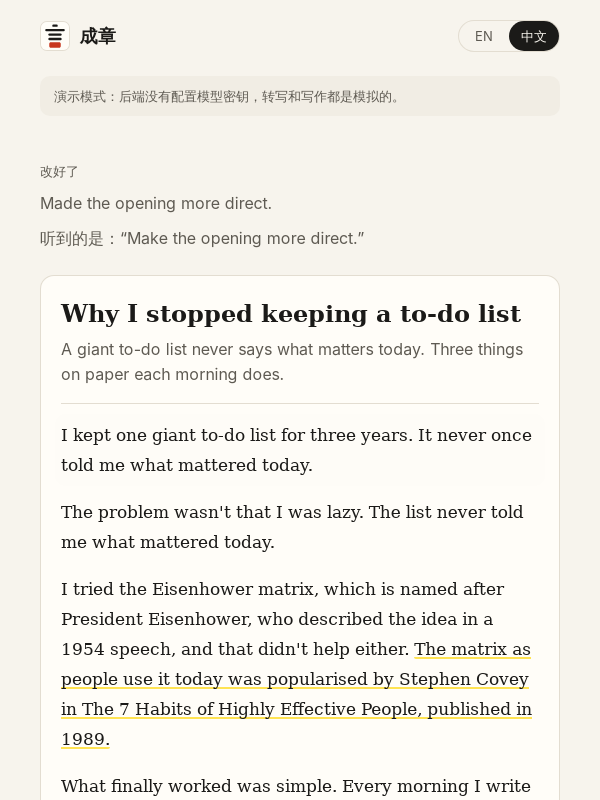 成章
EN 中文
演示模式：后端没有配置模型密钥，转写和写作都是模拟的。
改好了
Made the opening more direct.
听到的是：“Make the opening more direct.”
Why I stopped keeping a to-do list
A giant to-do list never says what matters today. Three things
on paper each morning does.
I kept one giant to-do list for three years. It never once
told me what mattered today.
The problem wasn't that I was lazy. The list never told
me what mattered today.
I tried the Eisenhower matrix, which is named after
President Eisenhower, who described the idea in a
1954 speech, and that didn't help either. The matrix as
people use it today was popularised by Stephen Covey
in The 7 Habits of Highly Effective People, published in
1989.
What finally worked was simple. Every morning I write